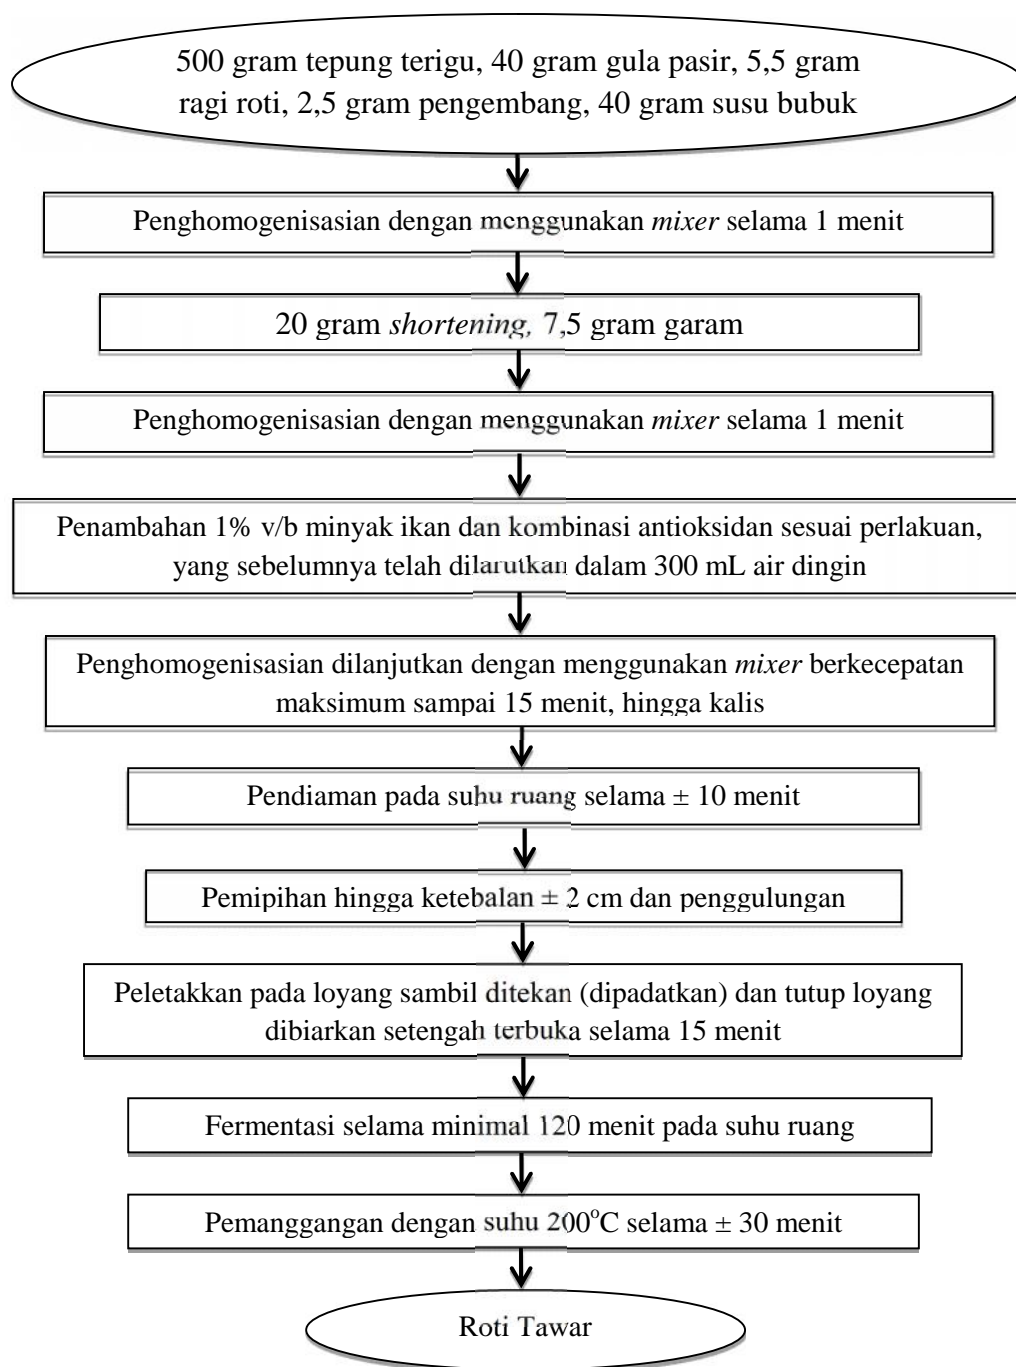 500 gram tepung terigu, 40 gram gula pasir, 5,5 gram
ragi roti, 2,5 gram pengembang, 40 gram susu bubuk
Penghomogenisasian dengan menggunakan mixer selama 1 menit
20 gram shortening, 7,5 gram garam
Penghomogenisasian dengan menggunakan mixer selama 1 menit
Penambahan 1% v/b minyak ikan dan kombinasi antioksidan sesuai perlakuan,
yang sebelumnya telah dilarutkan dalam 300 mL air dingin
Penghomogenisasian dilanjutkan dengan menggunakan mixer berkecepatan
maksimum sampai 15 menit, hingga kalis
Pendiaman pada suhu ruang selama ± 10 menit
Pemipihan hingga ketebalan ± 2 cm dan penggulungan
Peletakkan pada loyang sambil ditekan (dipadatkan) dan tutup loyang
dibiarkan setengah terbuka selama 15 menit
Fermentasi selama minimal 120 menit pada suhu ruang
Pemanggangan dengan suhu 200°C selama ± 30 menit
Roti Tawar